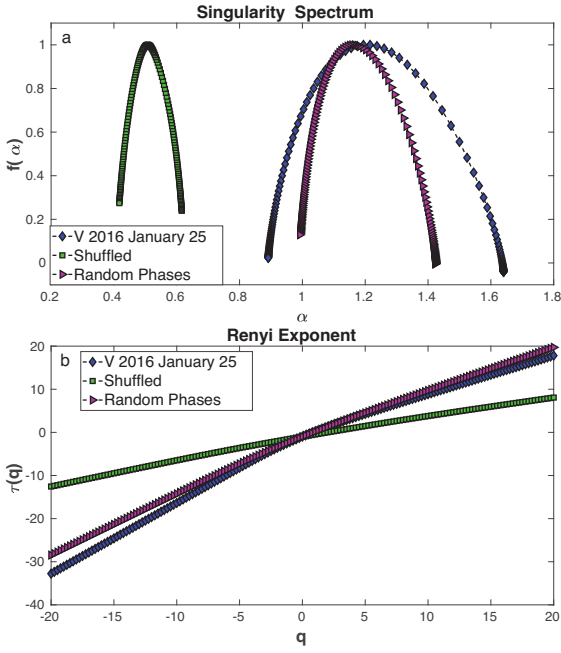 Singularity Spectrum
a
f( α)
1
0.8
0.6
0.4
0.2
0
V 2016 January 25
Shuffled
Random Phases
0.2 0.4 0.6 0.8 1 1.2 1.4 1.6 1.8
α
Renyi Exponent
b
τ(q)
20
10
0
-10
-20
-30
-40
V 2016 January 25
Shuffled
Random Phases
-20 -15 -10 -5 0 5 10 15 20
q